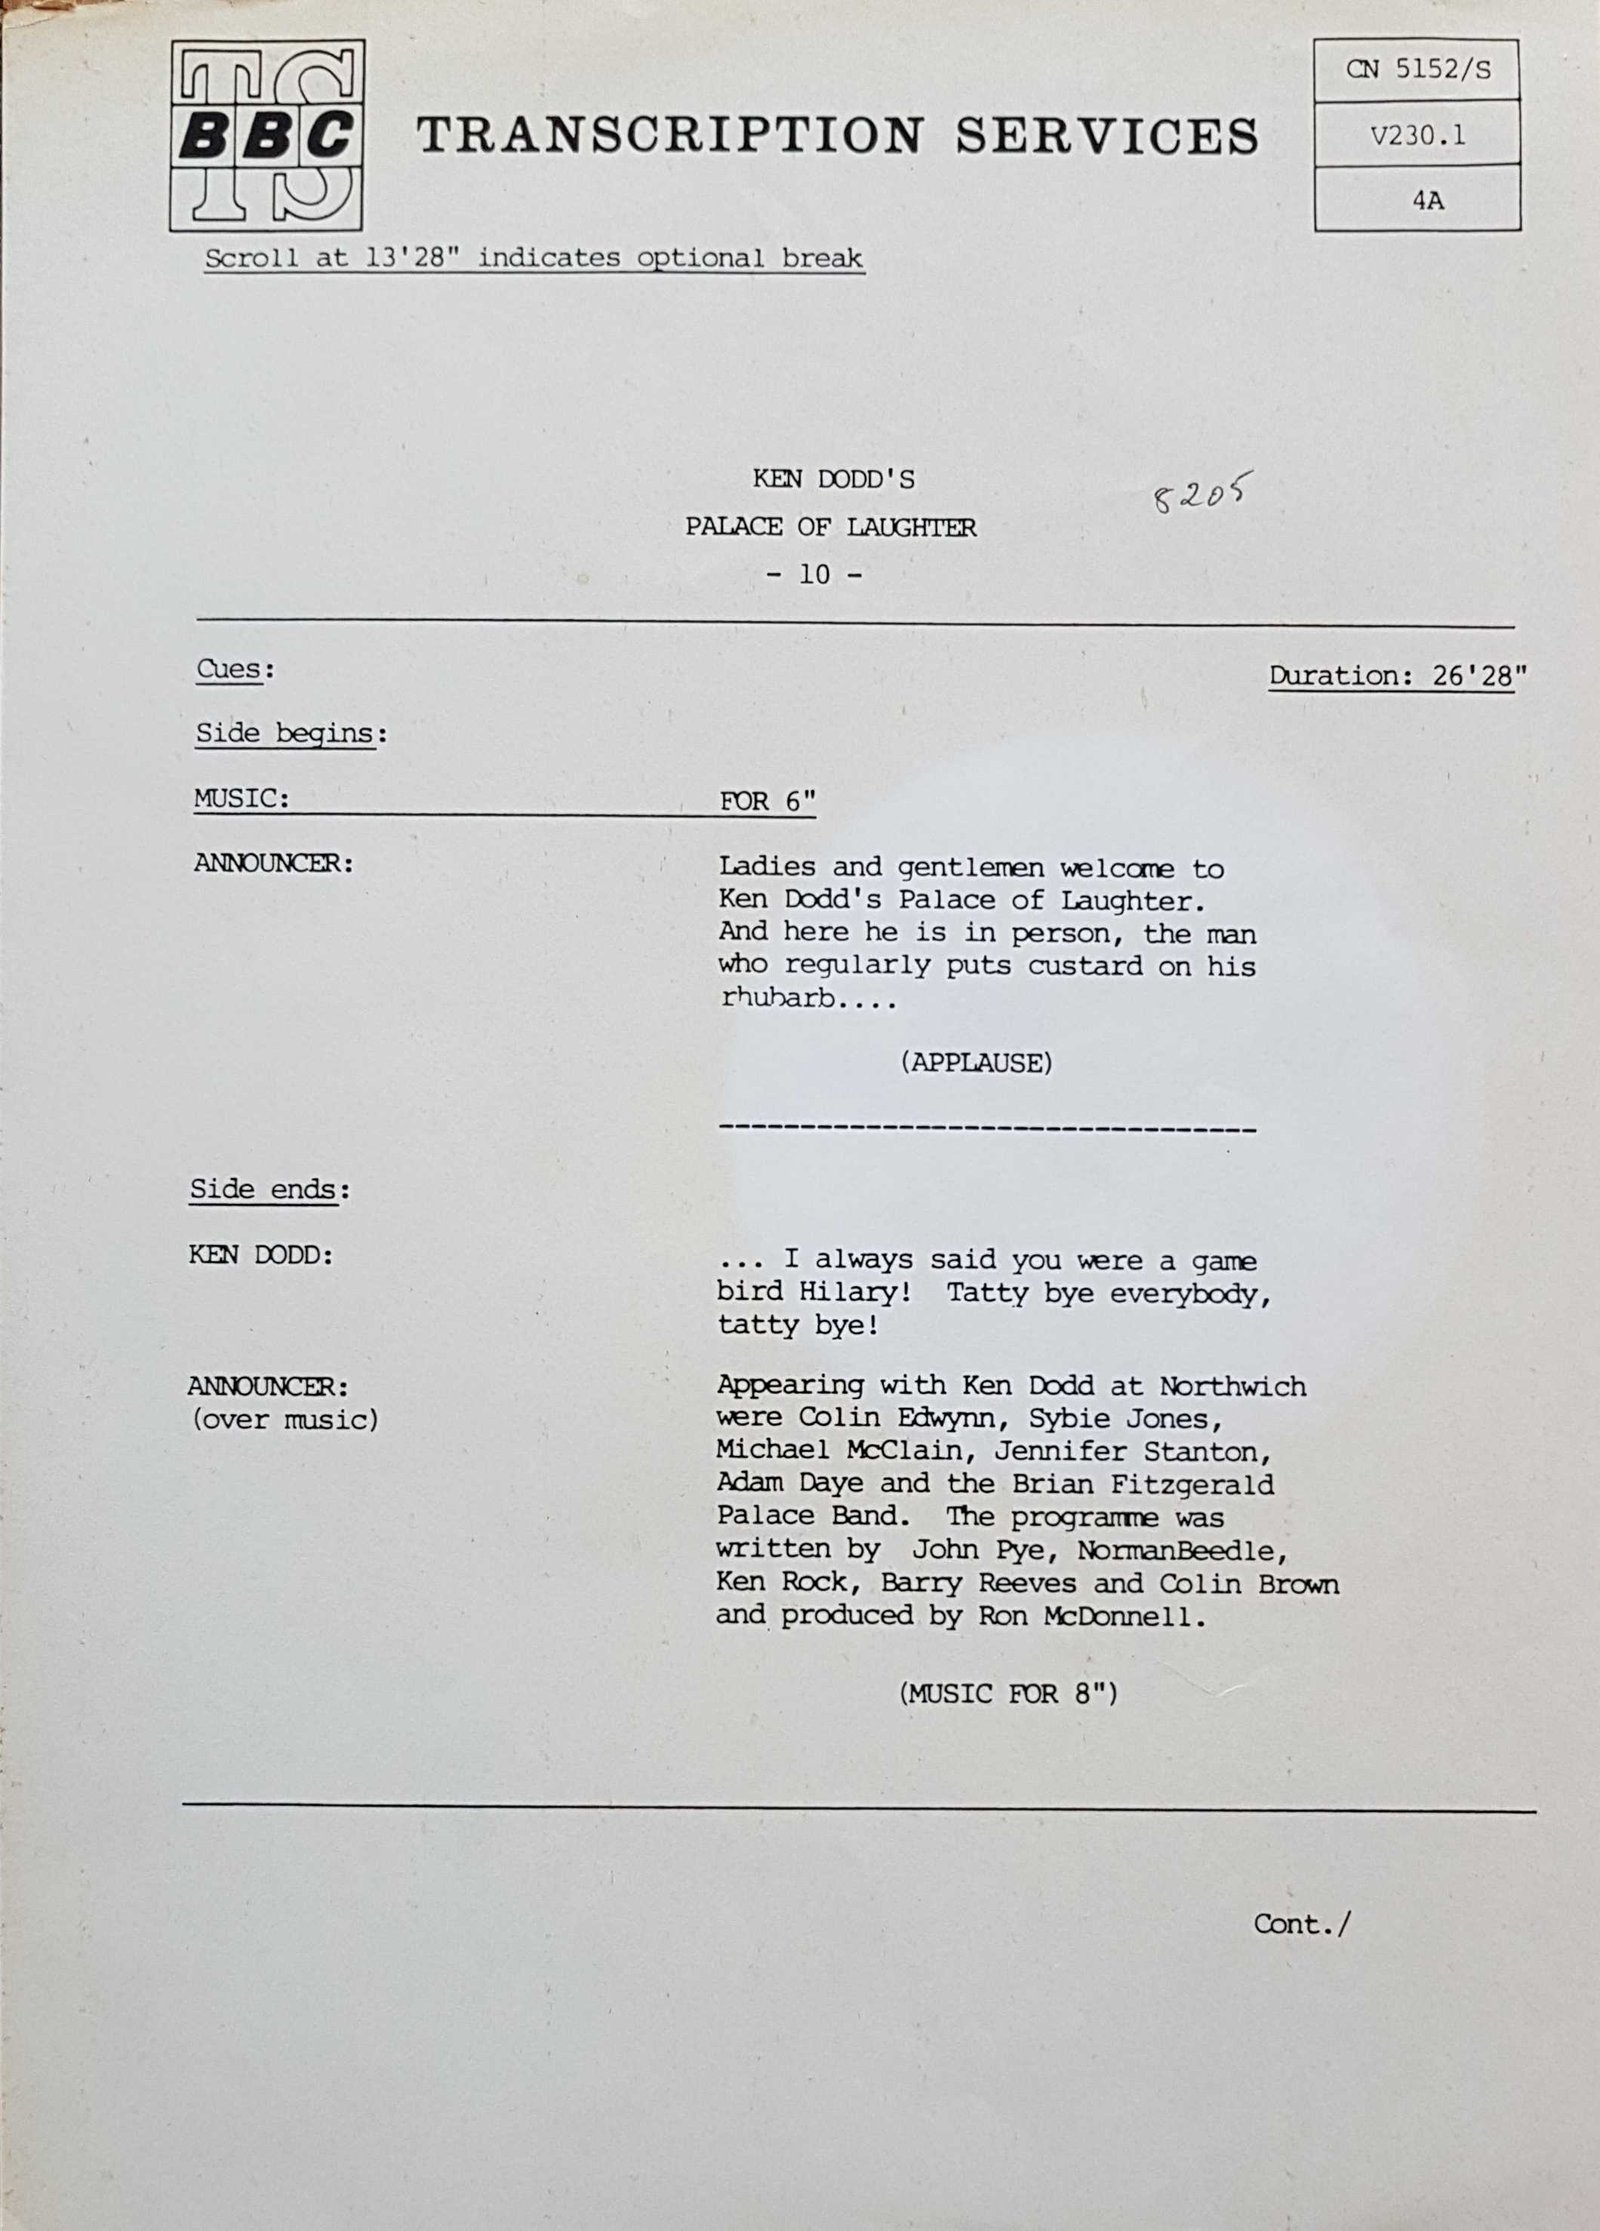 TS
BBC
TS
TRANSCRIPTION SERVICES
CN 5152/S
V230.1
4A
Scroll at 13'28" indicates optional break
KEN DODD'S
8205
PALACE OF LAUGHTER
- 10 -
Cues:
Duration: 26'28"
Side begins:
MUSIC: FOR 6"
ANNOUNCER: Ladies and gentlemen welcome to
Ken Dodd's Palace of Laughter.
And here he is in person, the man
who regularly puts custard on his
rhubarb....
(APPLAUSE)
---------------------------------
Side ends:
KEN DODD: ... I always said you were a game
bird Hilary! Tatty bye everybody,
tatty bye!
ANNOUNCER: Appearing with Ken Dodd at Northwich
(over music) were Colin Edwynn, Sybie Jones,
Michael McClain, Jennifer Stanton,
Adam Daye and the Brian Fitzgerald
Palace Band. The programme was
written by John Pye, NormanBeedle,
Ken Rock, Barry Reeves and Colin Brown
and produced by Ron McDonnell.
(MUSIC FOR 8")
Cont./